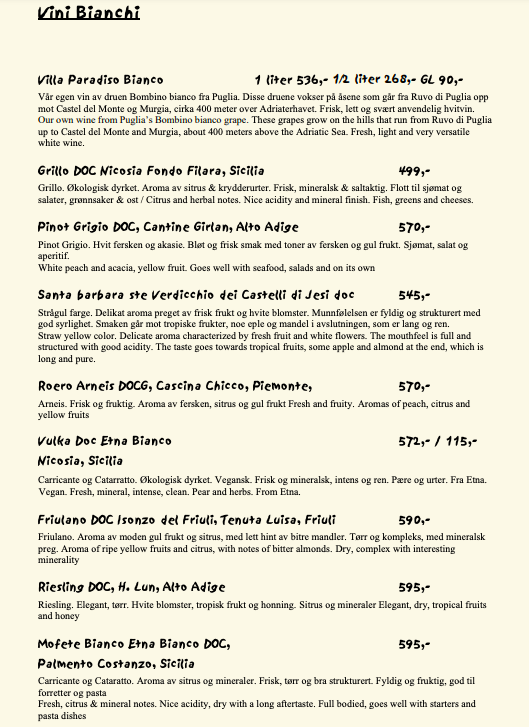 Vini Bianchi
Villa Paradiso Bianco 1 liter 536,- 1/2 liter 268,- GL 90,-
Vår egen vin av druen Bombino bianco fra Puglia. Disse druene vokser på åsene som går fra Ruvo di Puglia opp
mot Castel del Monte og Murgia, cirka 400 meter over Adriaterhavet. Frisk, lett og svært anvendelig hvitvin.
Our own wine from Puglia's Bombino bianco grape. These grapes grow on the hills that run from Ruvo di Puglia
up to Castel del Monte and Murgia, about 400 meters above the Adriatic Sea. Fresh, light and very versatile
white wine.
Grillo DOC Nicosia Fondo Filara, Sicilia 499,-
Grillo. Økologisk dyrket. Aroma av sitrus & krydderurter. Frisk, mineralsk & saltaktig. Flott til sjømat og
salater, grønnsaker & ost / Citrus and herbal notes. Nice acidity and mineral finish. Fish, greens and cheeses.
Pinot Grigio DOC, Cantine Girlan, Alto Adige 570,-
Pinot Grigio. Hvit fersken og akasie. Bløt og frisk smak med toner av fersken og gul frukt. Sjømat, salat og
aperitif.
White peach and acacia, yellow fruit. Goes well with seafood, salads and on its own
Santa barbara ste Verdicchio dei Castelli di Jesi doc 545,-
Strågul farge. Delikat aroma preget av frisk frukt og hvite blomster. Munnfølelsen er fyldig og strukturert med
god syrlighet. Smaken går mot tropiske frukter, noe eple og mandel i avslutningen, som er lang og ren.
Straw yellow color. Delicate aroma characterized by fresh fruit and white flowers. The mouthfeel is full and
structured with good acidity. The taste goes towards tropical fruits, some apple and almond at the end, which is
long and pure.
Roero Arneis DOCG, Cascina Chicco, Piemonte, 570,-
Arneis. Frisk og fruktig. Aroma av fersken, sitrus og gul frukt Fresh and fruity. Aromas of peach, citrus and
yellow fruits
Vulka Doc Etna Bianco 572,- / 115,-
Nicosia, Sicilia
Carricante og Catarratto. Økologisk dyrket. Vegansk. Frisk og mineralsk, intens og ren. Pære og urter. Fra Etna.
Vegan. Fresh, mineral, intense, clean. Pear and herbs. From Etna.
Friulano DOC Isonzo del Friuli, Tenuta Luisa, Friuli 590,-
Friulano. Aroma av moden gul frukt og sitrus, med lett hint av bitre mandler. Tørr og kompleks, med mineralsk
preg. Aroma of ripe yellow fruits and citrus, with notes of bitter almonds. Dry, complex with interesting
minerality
Riesling DOC, H. Lun, Alto Adige 595,-
Riesling. Elegant, tørr. Hvite blomster, tropisk frukt og honning. Sitrus og mineraler Elegant, dry, tropical fruits
and honey
Mofete Bianco Etna Bianco DOC, 595,-
Palmento Costanzo, Sicilia
Carricante og Cataratto. Aroma av sitrus og mineraler. Frisk, tørr og bra strukturert. Fyldig og fruktig, god til
forretter og pasta
Fresh, citrus & mineral notes. Nice acidity, dry with a long aftertaste. Full bodied, goes well with starters and
pasta dishes